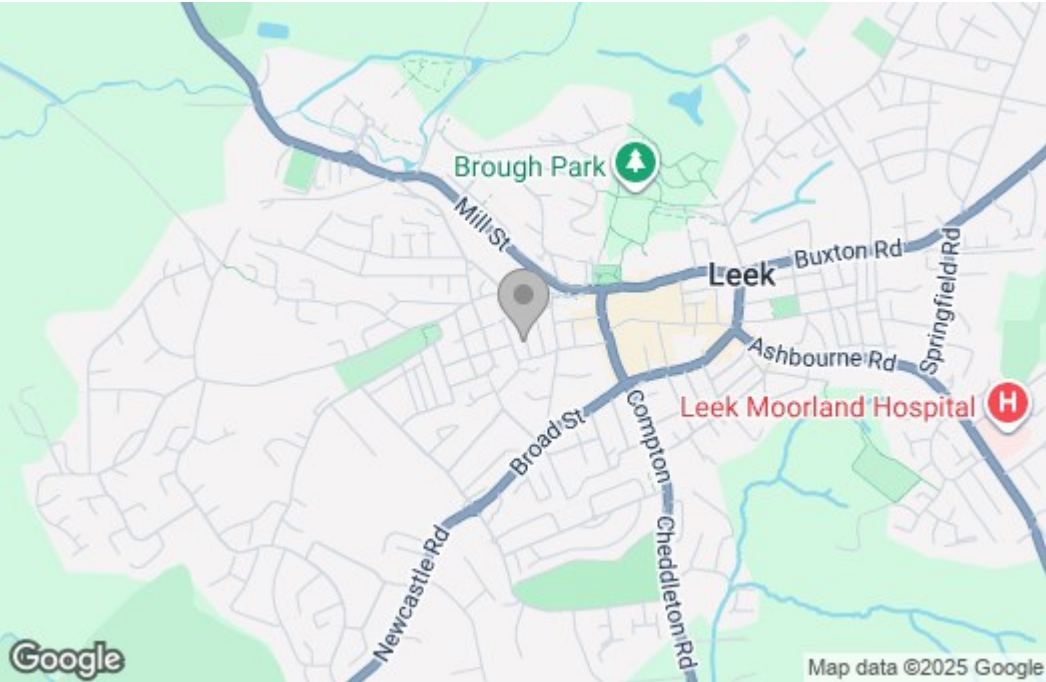 Brough Park
Mill St
Leek
Buxton Rd
Springfield Rd
Ashbourne Rd
Leek Moorland Hospital
H
Compton
Broad St
Cheddleton Rd
Newcastle Rd
Google
Map data ©2025 Google